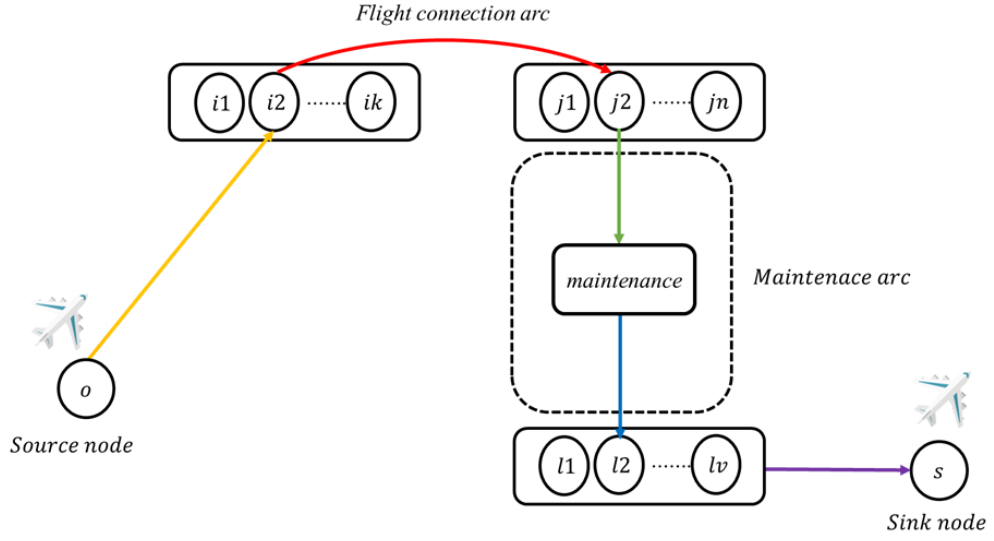 Flight connection arc
i1 i2 ....... ik
j1 j2 ....... jn
maintenance
Maintenace arc
o
Source node
l1 l2 ....... lv
s
Sink node